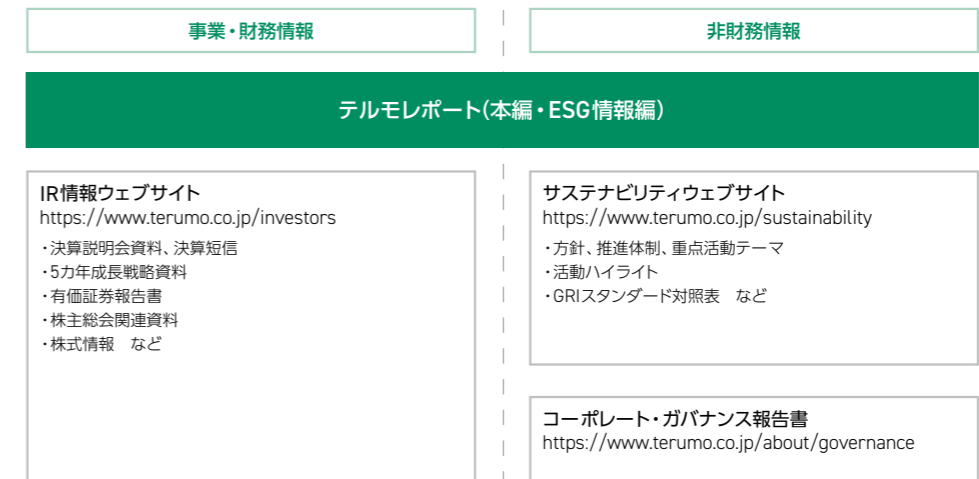 事業・財務情報
非財務情報
テルモレポート(本編・ESG情報編)
IR情報ウェブサイト
https://www.terumo.co.jp/investors
・決算説明会資料、決算短信
・5カ年成長戦略資料
・有価証券報告書
・株主総会関連資料
・株式情報　など
サステナビリティウェブサイト
https://www.terumo.co.jp/sustainability
・方針、推進体制、重点活動テーマ
・活動ハイライト
・GRIスタンダード対照表　など
コーポレート・ガバナンス報告書
https://www.terumo.co.jp/about/governance